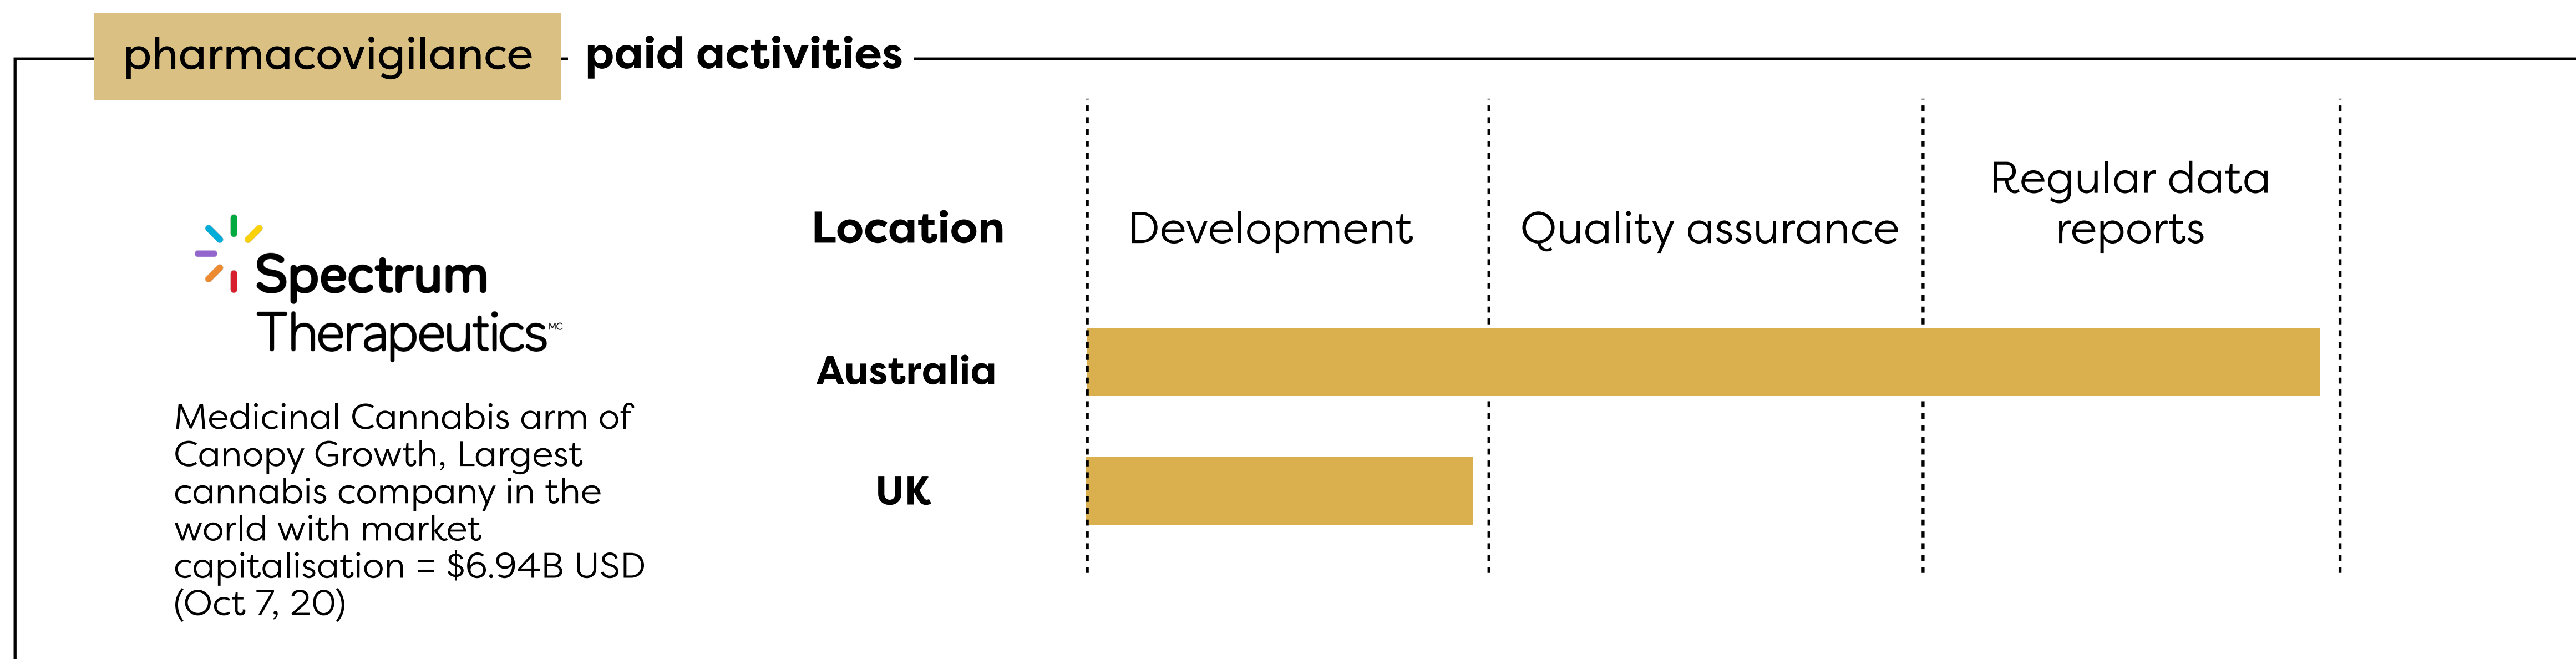 pharmacovigilance paid activities
Spectrum
Therapeutics MC
Medicinal Cannabis arm of
Canopy Growth, Largest
cannabis company in the
world with market
capitalisation = $6.94B USD
(Oct 7, 20)
Location
Development
Quality assurance
Regular data
reports
Australia
UK